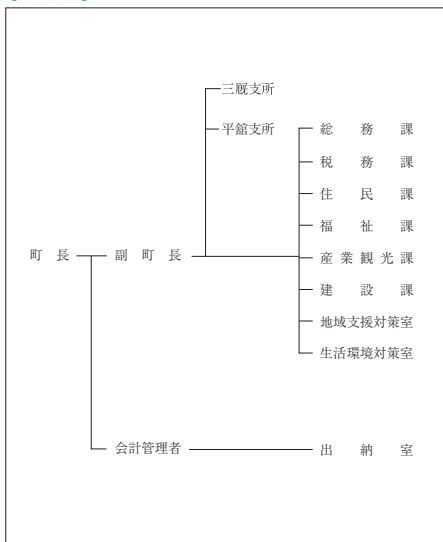 三厩支所
平舘支所
総務課
税務課
住民課
福祉課
町長
副町長
産業観光課
建設課
地域支援対策室
生活環境対策室
会計管理者
出納室